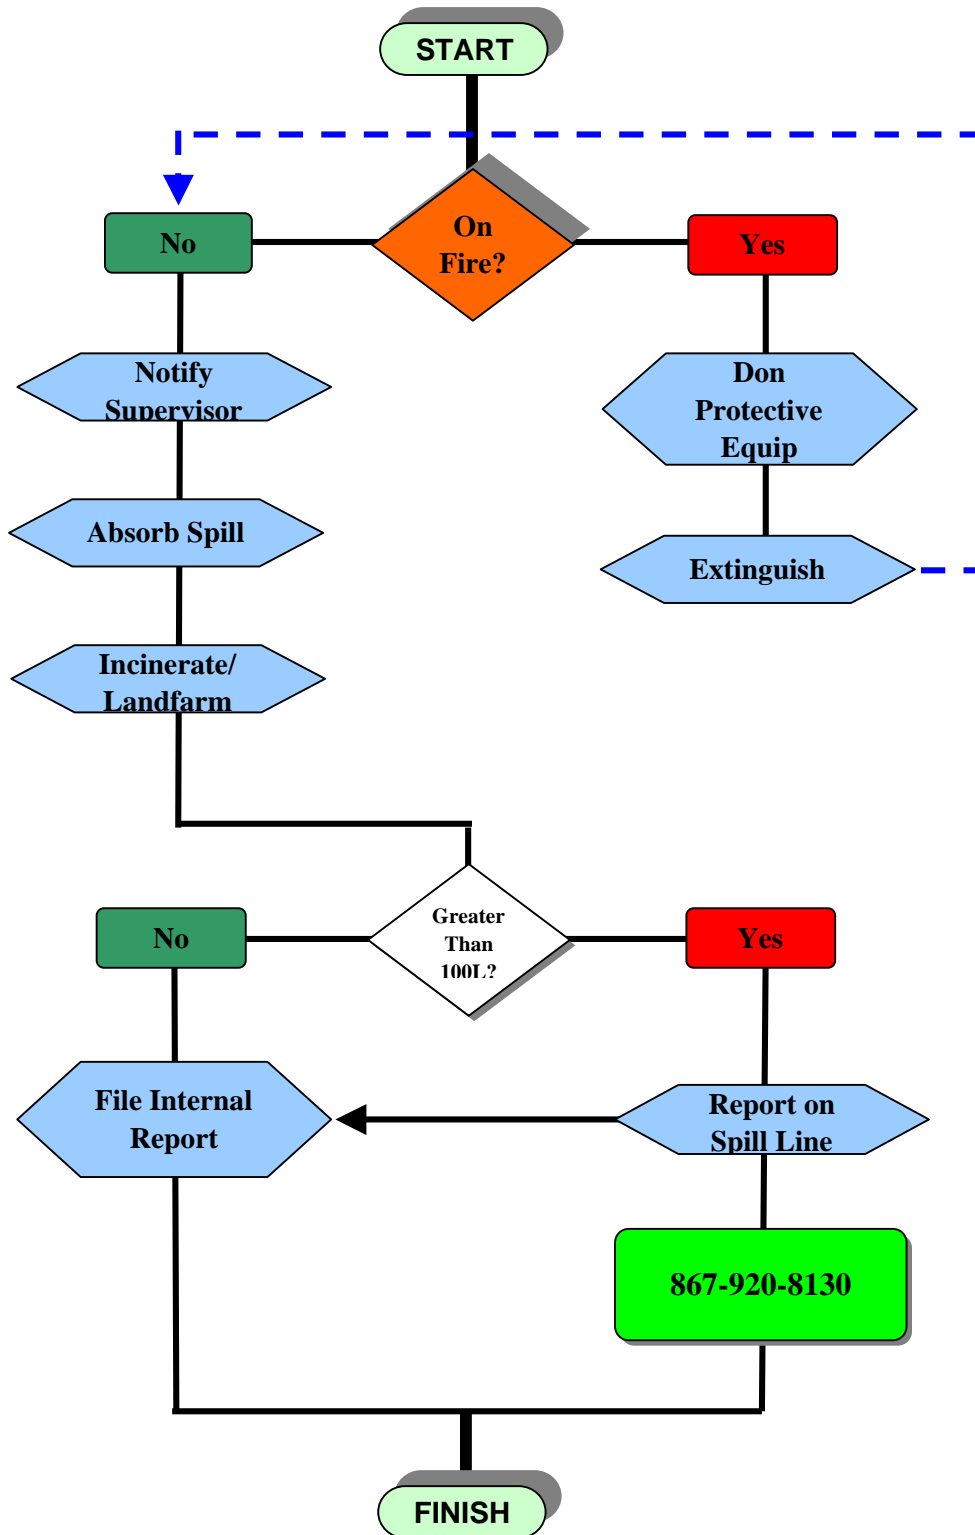 START
On
Fire?
No
Yes
Notify
Supervisor
Don
Protective
Equip
Absorb Spill
Extinguish
Incinerate/
Landfarm
Greater
Than
100L?
No
Yes
File Internal
Report
Report on
Spill Line
867-920-8130
FINISH